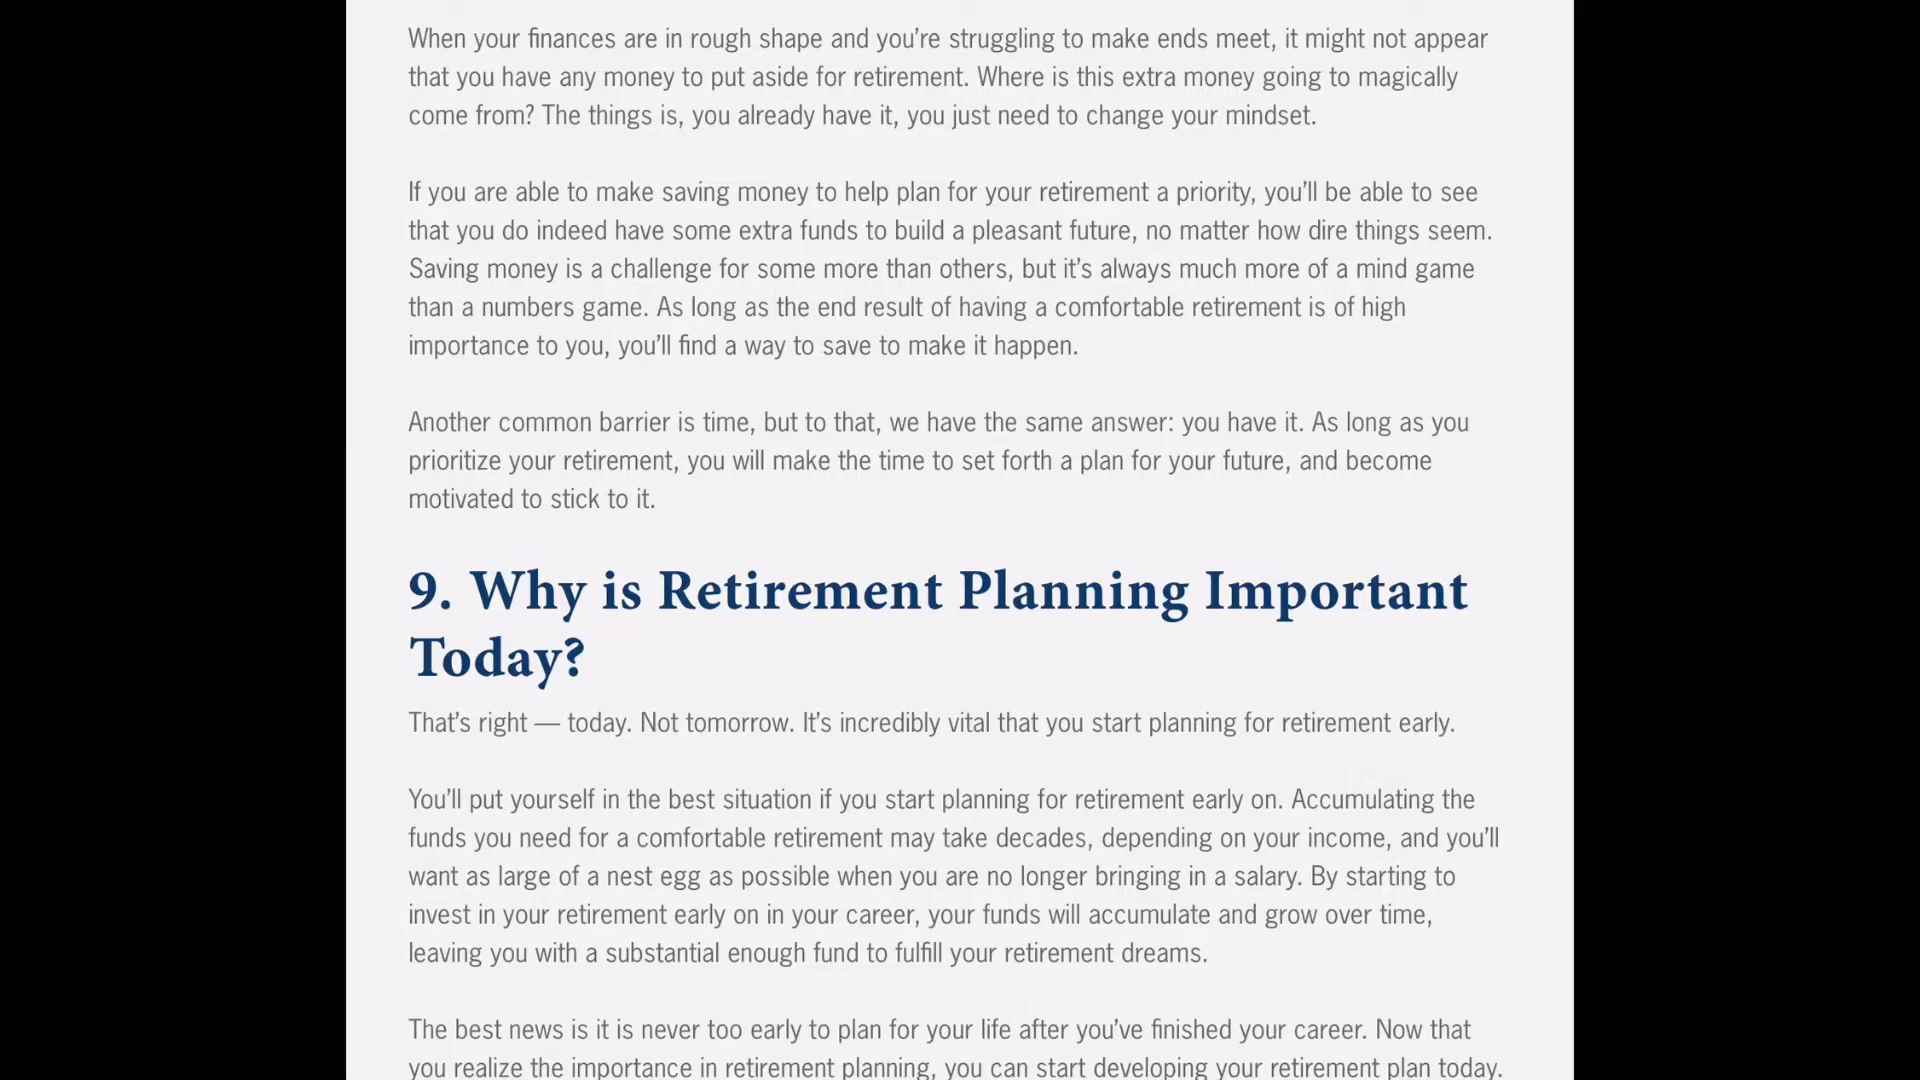 When your finances are in rough shape and you’re struggling to make ends meet, it might not appear
that you have any money to put aside for retirement. Where is this extra money going to magically
come from? The things is, you already have it, you just need to change your mindset.
If you are able to make saving money to help plan for your retirement a priority, you’ll be able to see
that you do indeed have some extra funds to build a pleasant future, no matter how dire things seem.
Saving money is a challenge for some more than others, but it’s always much more of a mind game
than a numbers game. As long as the end result of having a comfortable retirement is of high
importance to you, you’ll find a way to save to make it happen.
Another common barrier is time, but to that, we have the same answer: you have it. As long as you
prioritize your retirement, you will make the time to set forth a plan for your future, and become
motivated to stick to it.
9. Why is Retirement Planning Important
Today?
That’s right — today. Not tomorrow. It’s incredibly vital that you start planning for retirement early.
You’ll put yourself in the best situation if you start planning for retirement early on. Accumulating the
funds you need for a comfortable retirement may take decades, depending on your income, and you’ll
want as large of a nest egg as possible when you are no longer bringing in a salary. By starting to
invest in your retirement early on in your career, your funds will accumulate and grow over time,
leaving you with a substantial enough fund to fulfill your retirement dreams.
The best news is it is never too early to plan for your life after you’ve finished your career. Now that
you realize the importance in retirement planning, you can start developing your retirement plan today.